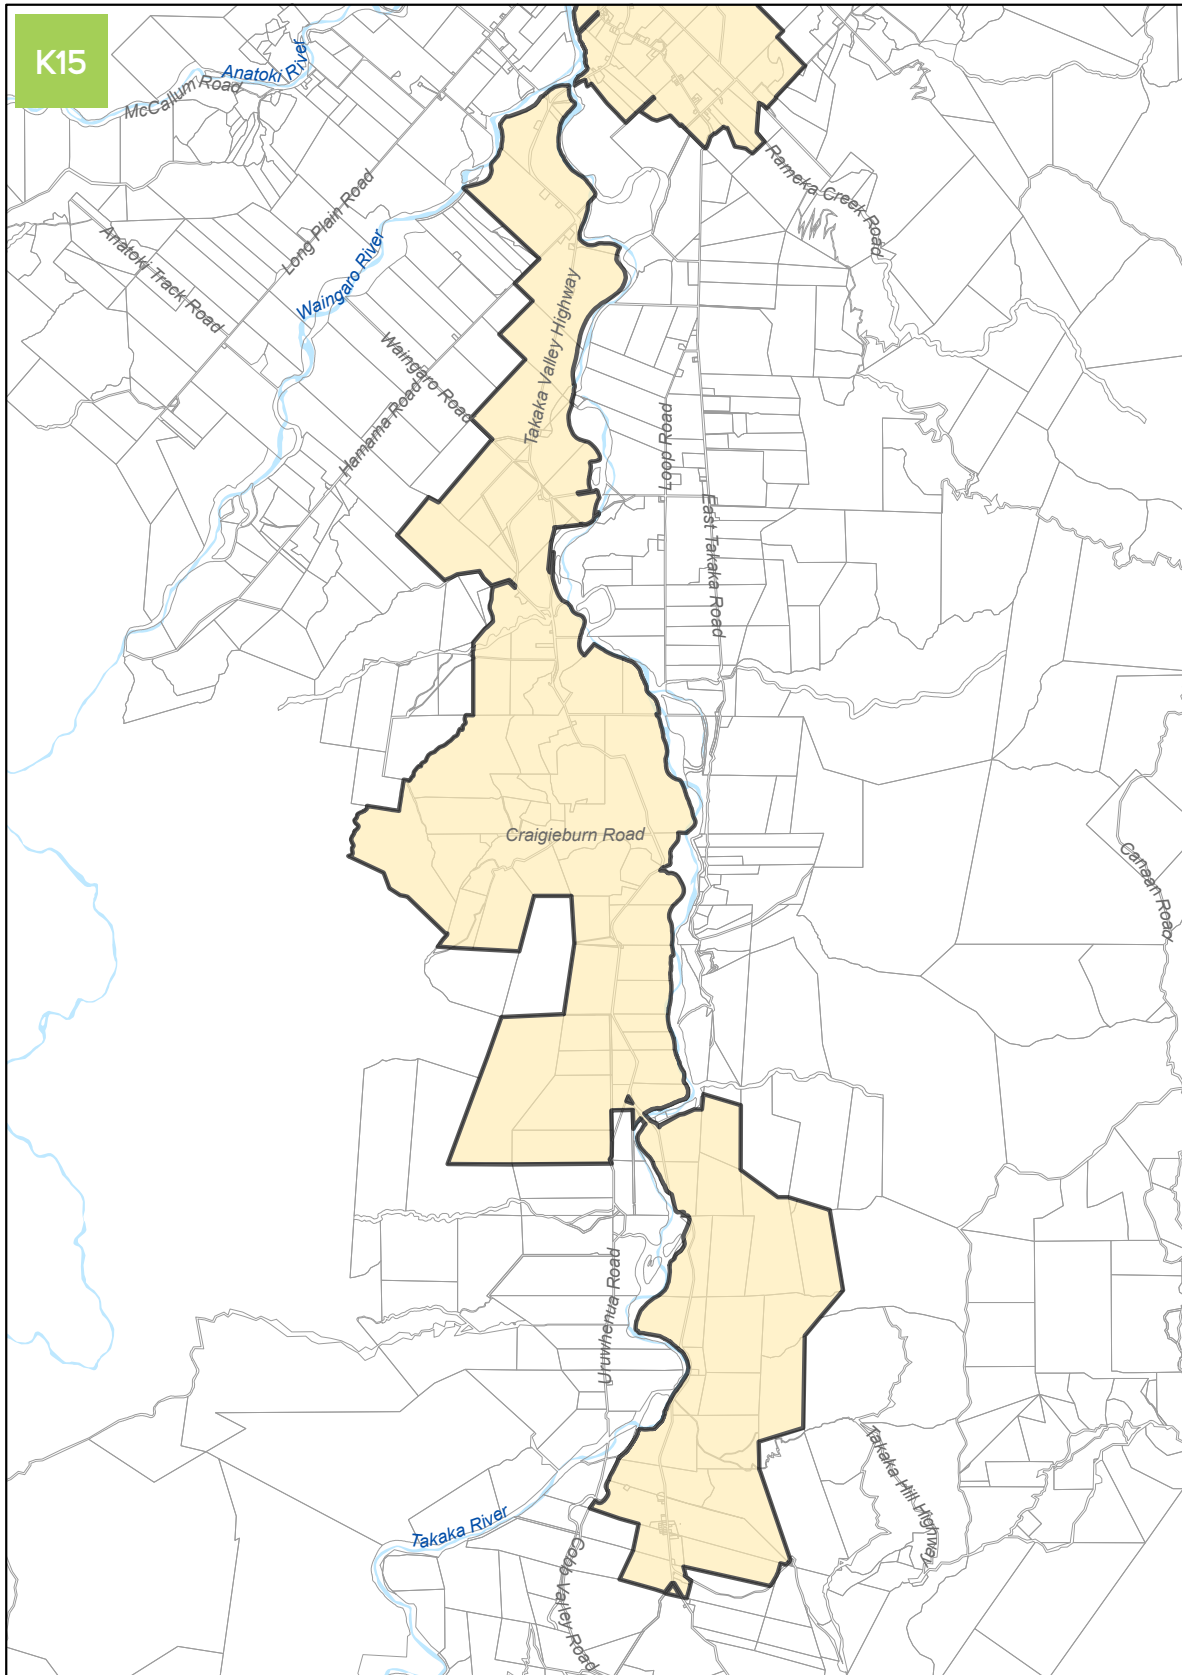 K15
Anatoki River
McCallum Road
Rameka Creek Road
Long Plain Road
Anatoki Track Road
Waingaro River
Takaka Valley Highway
Waingaro Road
Hamama Road
Loop Road
East Takaka Road
Craigieburn Road
Canaan Road
Uruwhenua Road
Takaka Hill Highway
Takaka River
Cobb Valley Road